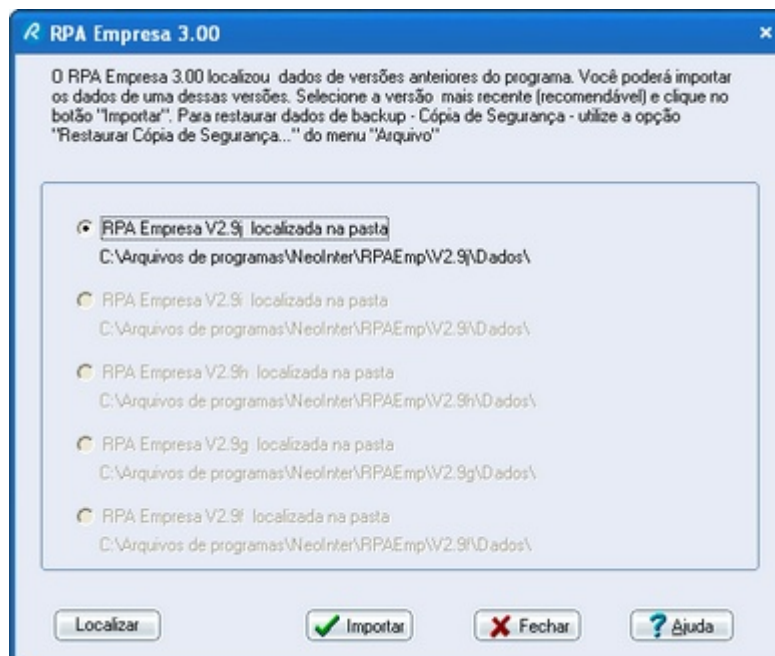 RPA Empresa 3.00
O RPA Empresa 3.00 localizou dados de versões anteriores do programa. Você poderá importar
os dados de uma dessas versões. Selecione a versão mais recente (recomendável) e clique no
botão "Importar". Para restaurar dados de backup - Cópia de Segurança - utilize a opção
"Restaurar Cópia de Segurança..." do menu "Arquivo"
RPA Empresa V2.9j localizada na pasta
C:\Arquivos de programas\NeoInter\RPAEmp\V2.9j\Dados\
RPA Empresa V2.9i localizada na pasta
C:\Arquivos de programas\NeoInter\RPAEmp\V2.9i\Dados\
RPA Empresa V2.9h localizada na pasta
C:\Arquivos de programas\NeoInter\RPAEmp\V2.9h\Dados\
RPA Empresa V2.9g localizada na pasta
C:\Arquivos de programas\NeoInter\RPAEmp\V2.9g\Dados\
RPA Empresa V2.9f localizada na pasta
C:\Arquivos de programas\NeoInter\RPAEmp\V2.9f\Dados\
Localizar Importar Fechar Ajuda